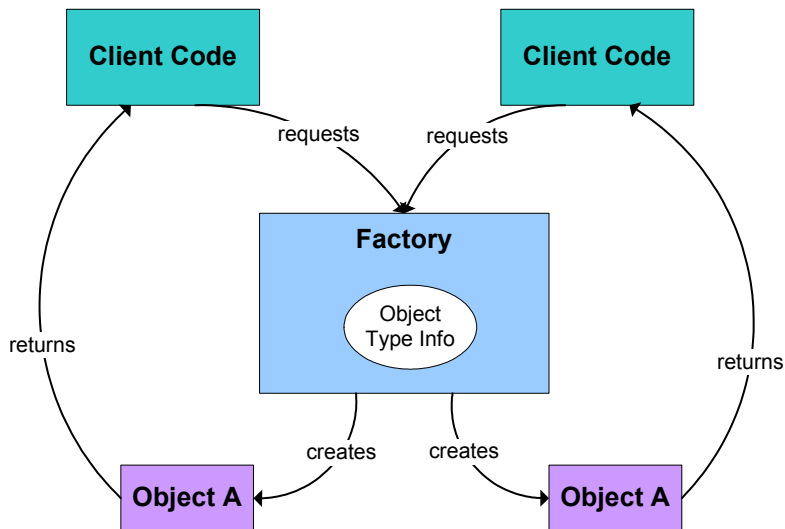 Client Code
Client Code
requests
requests
Factory
Object
Type Info
returns
returns
creates
creates
Object A
Object A